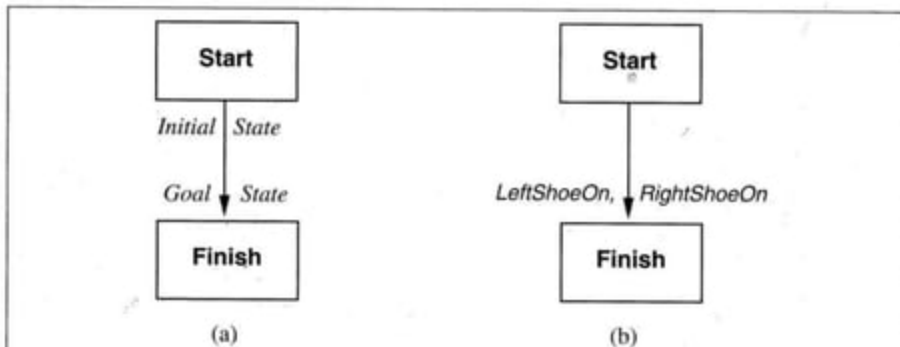 Start
Start
Initial State
Goal State
LeftShoeOn, RightShoeOn
Finish
Finish
(a)
(b)